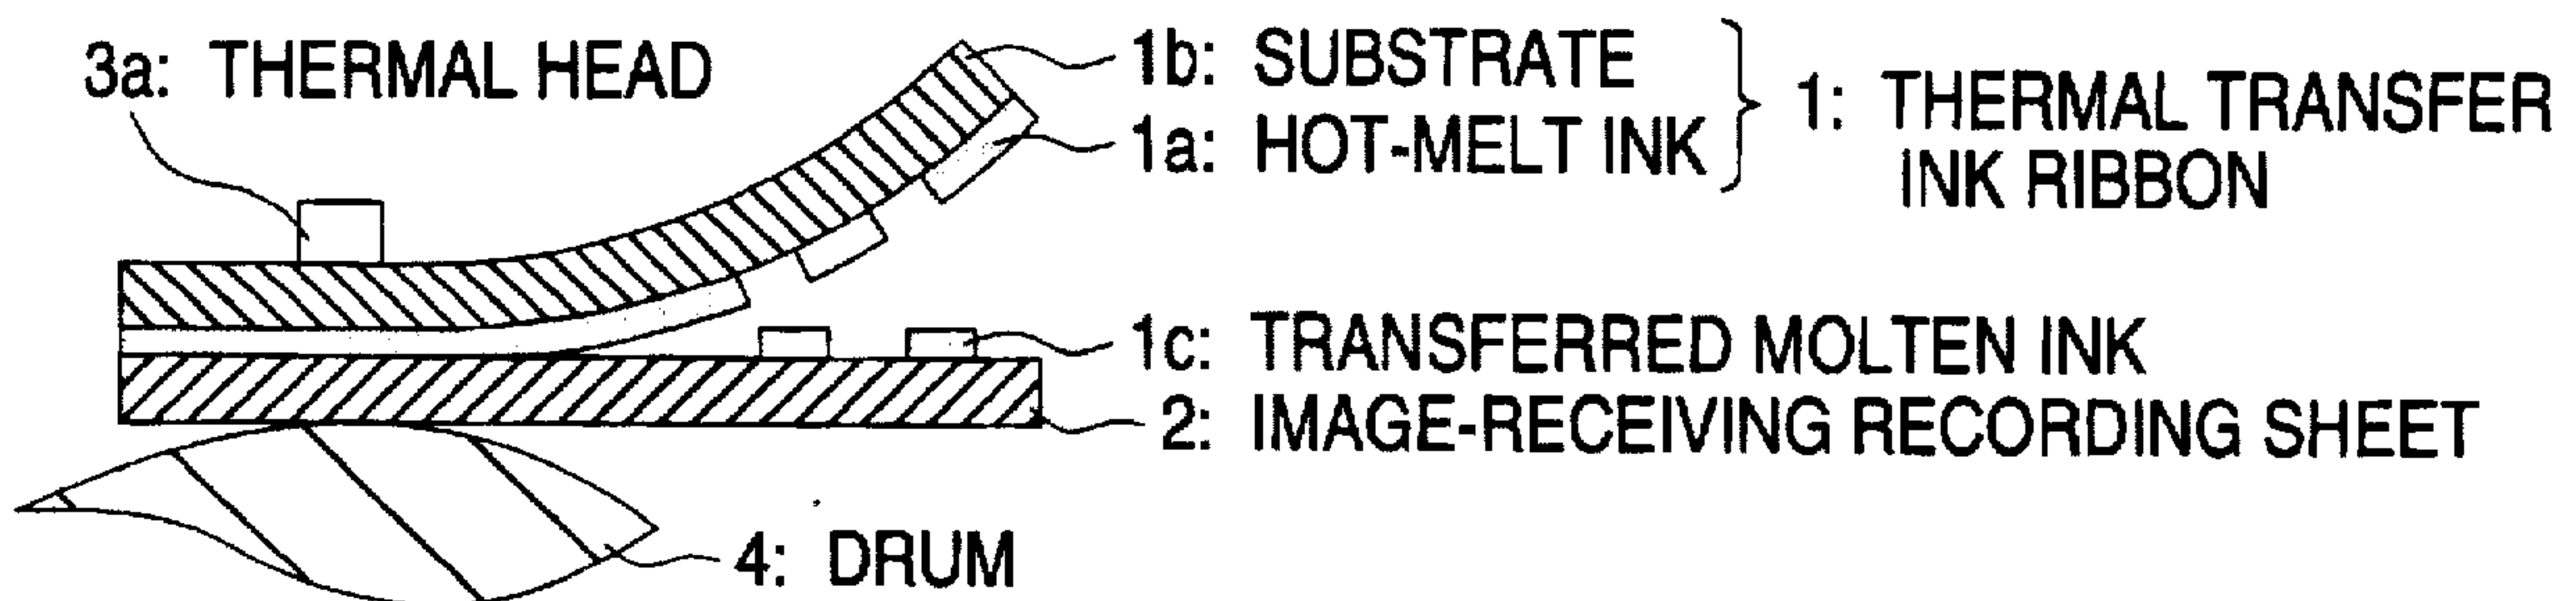 3a: THERMAL HEAD
1b: SUBSTRATE
1a: HOT-MELT INK
1: THERMAL TRANSFER
INK RIBBON
1c: TRANSFERRED MOLTEN INK
2: IMAGE-RECEIVING RECORDING SHEET
4: DRUM